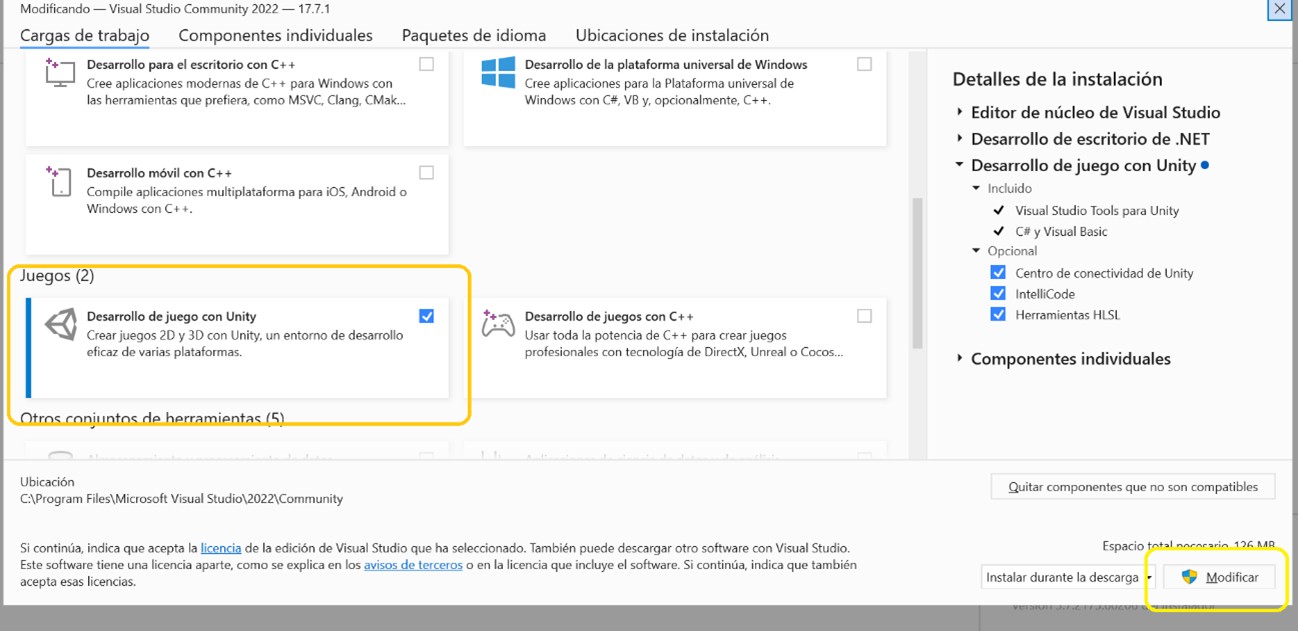 Modificando — Visual Studio Community 2022 — 17.7.1
Cargas de trabajo Componentes individuales Paquetes de idioma Ubicaciones de instalación
Desarrollo para el escritorio con C++
Cree aplicaciones modernas de C++ para Windows con
las herramientas que prefiera, como MSVC, Clang, CMak...
Desarrollo de la plataforma universal de Windows
Cree aplicaciones para la Plataforma universal de
Windows con C#, VB y, opcionalmente, C++.
Desarrollo móvil con C++
Compile aplicaciones multiplataforma para iOS, Android o
Windows con C++.
Juegos (2)
Desarrollo de juego con Unity
Crear juegos 2D y 3D con Unity, un entorno de desarrollo
eficaz de varias plataformas.
Desarrollo de juegos con C++
Usar toda la potencia de C++ para crear juegos
profesionales con tecnología de DirectX, Unreal o Cocos...
Otros conjuntos de herramientas (5)
Detalles de la instalación
Editor de núcleo de Visual Studio
Desarrollo de escritorio de .NET
Desarrollo de juego con Unity
Incluido
Visual Studio Tools para Unity
C# y Visual Basic
Opcional
Centro de conectividad de Unity
IntelliCode
Herramientas HLSL
Componentes individuales
Ubicación
C:\Program Files\Microsoft Visual Studio\2022\Community
Quitar componentes que no son compatibles
Si continúa, indica que acepta la licencia de la edición de Visual Studio que ha seleccionado. También puede descargar otro software con Visual Studio.
Este software tiene una licencia aparte, como se explica en los avisos de terceros o en la licencia que incluye el software. Si continúa, indica que también
acepta esas licencias.
Espacio total necesario 126 MB
Instalar durante la descarga
Modificar